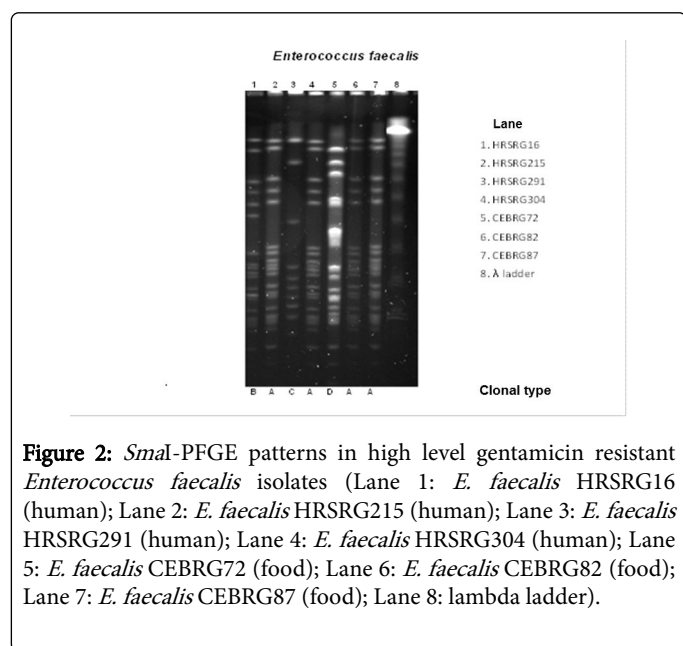 Enterococcus faecalis
1 2 3 4 5 6 7 8
Lane
1. HRSRG16
2. HRSRG215
3. HRSRG291
4. HRSRG304
5. CEBRG72
6. CEBRG82
7. CEBRG87
8. λ ladder
B A C A D A A
Clonal type
Figure 2: SmaI-PFGE patterns in high level gentamicin resistant
Enterococcus faecalis isolates (Lane 1: E. faecalis HRSRG16
(human); Lane 2: E. faecalis HRSRG215 (human); Lane 3: E. faecalis
HRSRG291 (human); Lane 4: E. faecalis HRSRG304 (human); Lane
5: E. faecalis CEBRG72 (food); Lane 6: E. faecalis CEBRG82 (food);
Lane 7: E. faecalis CEBRG87 (food); Lane 8: lambda ladder).